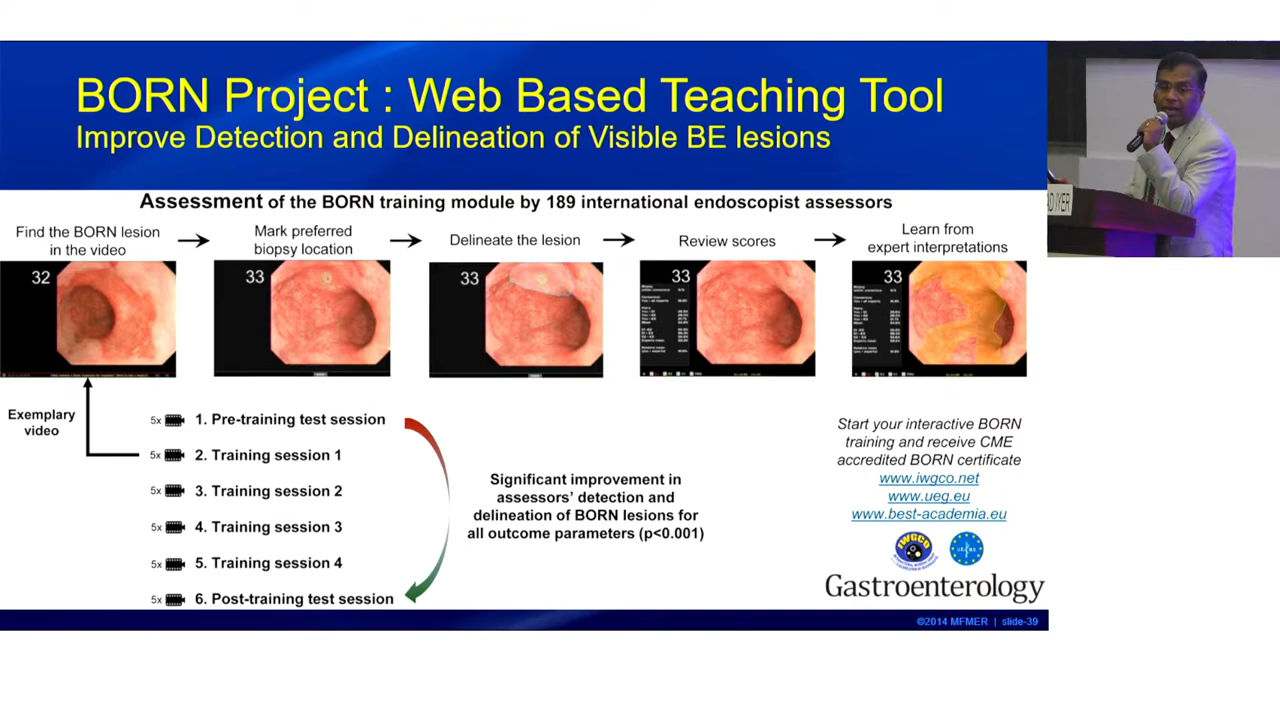 BORN Project : Web Based Teaching Tool
Improve Detection and Delineation of Visible BE lesions
Assessment of the BORN training module by 189 international endoscopist assessors
Find the BORN lesion
in the video
Mark preferred
biopsy location
Delineate the lesion
Review scores
Learn from
expert interpretations
32
33
33
33
33
Exemplary
video
5x 1. Pre-training test session
5x 2. Training session 1
5x 3. Training session 2
5x 4. Training session 3
5x 5. Training session 4
5x 6. Post-training test session
Significant improvement in
assessors' detection and
delineation of BORN lesions for
all outcome parameters (p<0.001)
Start your interactive BORN
training and receive CME
accredited BORN certificate
www.iwgco.net
www.ueg.eu
www.best-academia.eu
IWGCO
Gastroenterology
©2014 MFMER | slide-39
AD IYER